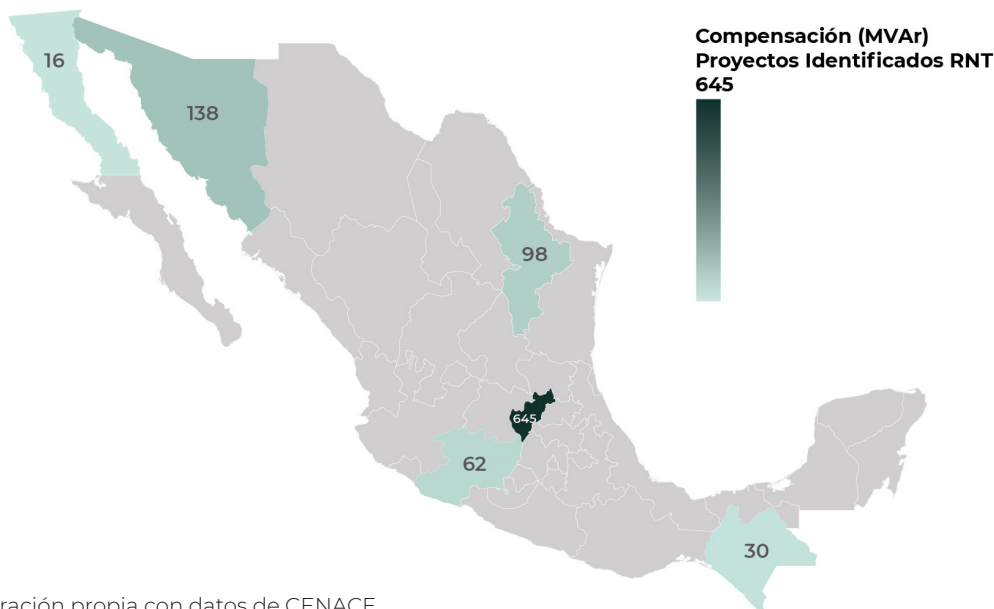 Compensación (MVAr)
Proyectos Identificados RNT
645
16
138
98
645
62
30
ración propia con datos de CENACE